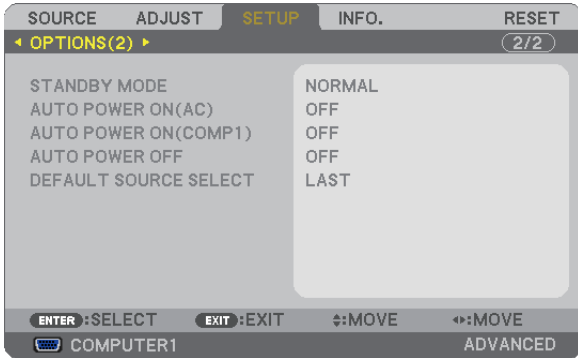 SOURCE ADJUST SETUP INFO. RESET
OPTIONS(2) 2/2
STANDBY MODE NORMAL
AUTO POWER ON(AC) OFF
AUTO POWER ON(COMP1) OFF
AUTO POWER OFF OFF
DEFAULT SOURCE SELECT LAST
ENTER :SELECT EXIT :EXIT :MOVE :MOVE
COMPUTER1 ADVANCED